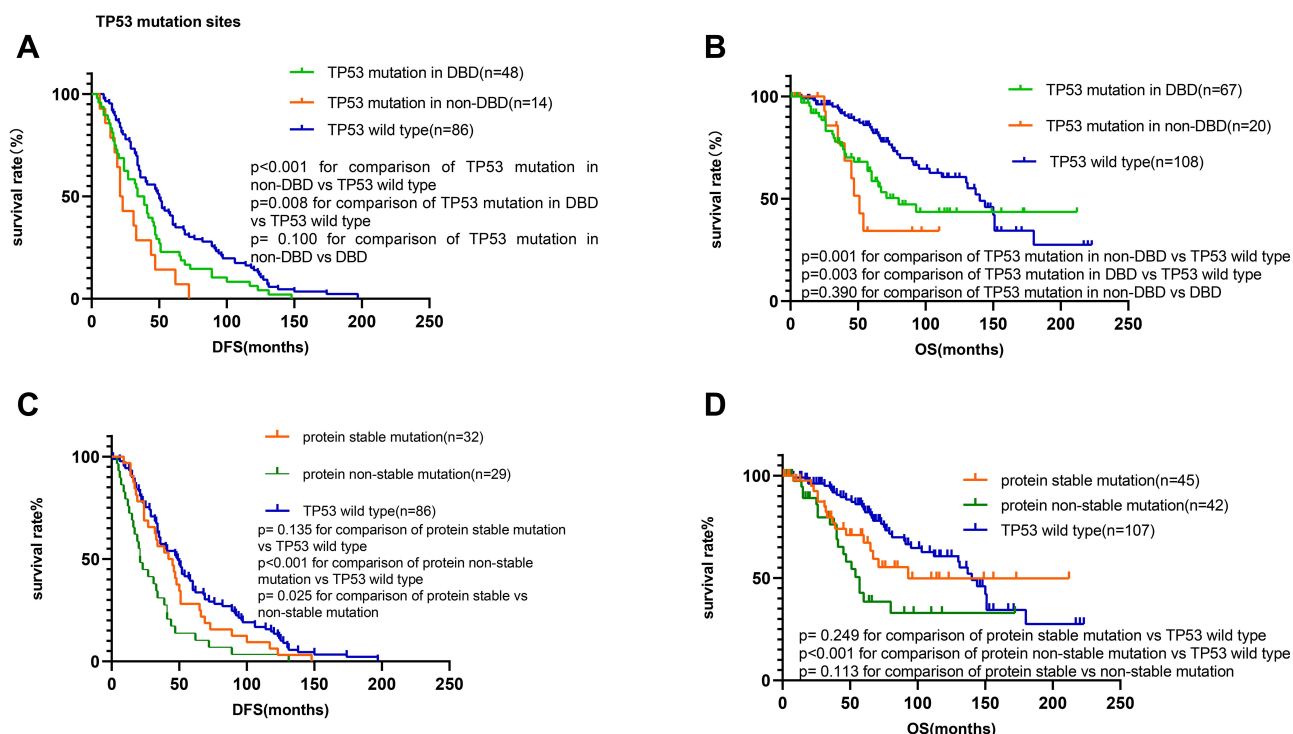 TP53 mutation sites
A
TP53 mutation in DBD(n=48)
TP53 mutation in non-DBD(n=14)
TP53 wild type(n=86)
p<0.001 for comparison of TP53 mutation in
non-DBD vs TP53 wild type
p=0.008 for comparison of TP53 mutation in DBD
vs TP53 wild type
p= 0.100 for comparison of TP53 mutation in
non-DBD vs DBD
survival rate (%)
100
50
0
0 50 100 150 200 250
DFS(months)
B
TP53 mutation in DBD(n=67)
TP53 mutation in non-DBD(n=20)
TP53 wild type(n=108)
p=0.001 for comparison of TP53 mutation in non-DBD vs TP53 wild type
p=0.003 for comparison of TP53 mutation in DBD vs TP53 wild type
p=0.390 for comparison of TP53 mutation in non-DBD vs DBD
survival rate (%)
100
50
0
0 50 100 150 200 250
OS(months)
C
protein stable mutation(n=32)
protein non-stable mutation(n=29)
TP53 wild type(n=86)
p= 0.135 for comparison of protein stable mutation
vs TP53 wild type
p<0.001 for comparison of protein non-stable
mutation vs TP53 wild type
p= 0.025 for comparison of protein stable vs
non-stable mutation
survival rate%
100
50
0
0 50 100 150 200 250
DFS(months)
D
protein stable mutation(n=45)
protein non-stable mutation(n=42)
TP53 wild type(n=107)
p= 0.249 for comparison of protein stable mutation vs TP53 wild type
p<0.001 for comparison of protein non-stable mutation vs TP53 wild type
p= 0.113 for comparison of protein stable vs non-stable mutation
survival rate%
100
50
0
0 50 100 150 200 250
OS(months)